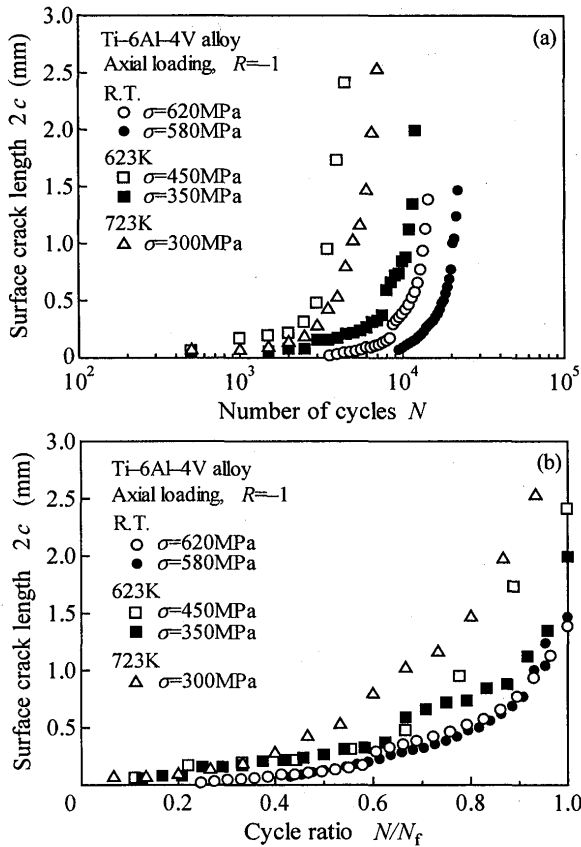 (a)
Ti–6Al–4V alloy
Axial loading, R=–1
R.T.
σ=620MPa
σ=580MPa
623K
σ=450MPa
σ=350MPa
723K
σ=300MPa
3.0
2.5
2.0
1.5
1.0
0.5
0
Surface crack length 2c (mm)
10²
10³
10⁴
10⁵
Number of cycles N
(b)
Ti–6Al–4V alloy
Axial loading, R=–1
R.T.
σ=620MPa
σ=580MPa
623K
σ=450MPa
σ=350MPa
723K
σ=300MPa
3.0
2.5
2.0
1.5
1.0
0.5
Surface crack length 2c (mm)
0
0.2
0.4
0.6
0.8
1.0
Cycle ratio N/Nf